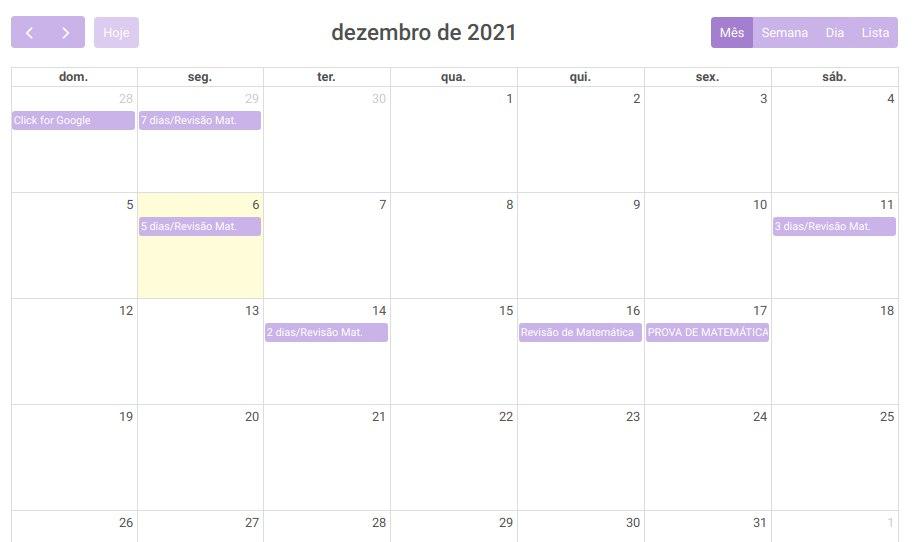 Hoje
dezembro de 2021
Mês Semana Dia Lista
dom. seg. ter. qua. qui. sex. sáb.
28 29 30 1 2 3 4
Click for Google 7 dias/Revisão Mat.
5 6 7 8 9 10 11
5 dias/Revisão Mat. 3 dias/Revisão Mat.
12 13 14 15 16 17 18
2 dias/Revisão Mat. Revisão de Matemática PROVA DE MATEMÁTICA
19 20 21 22 23 24 25
26 27 28 29 30 31 1